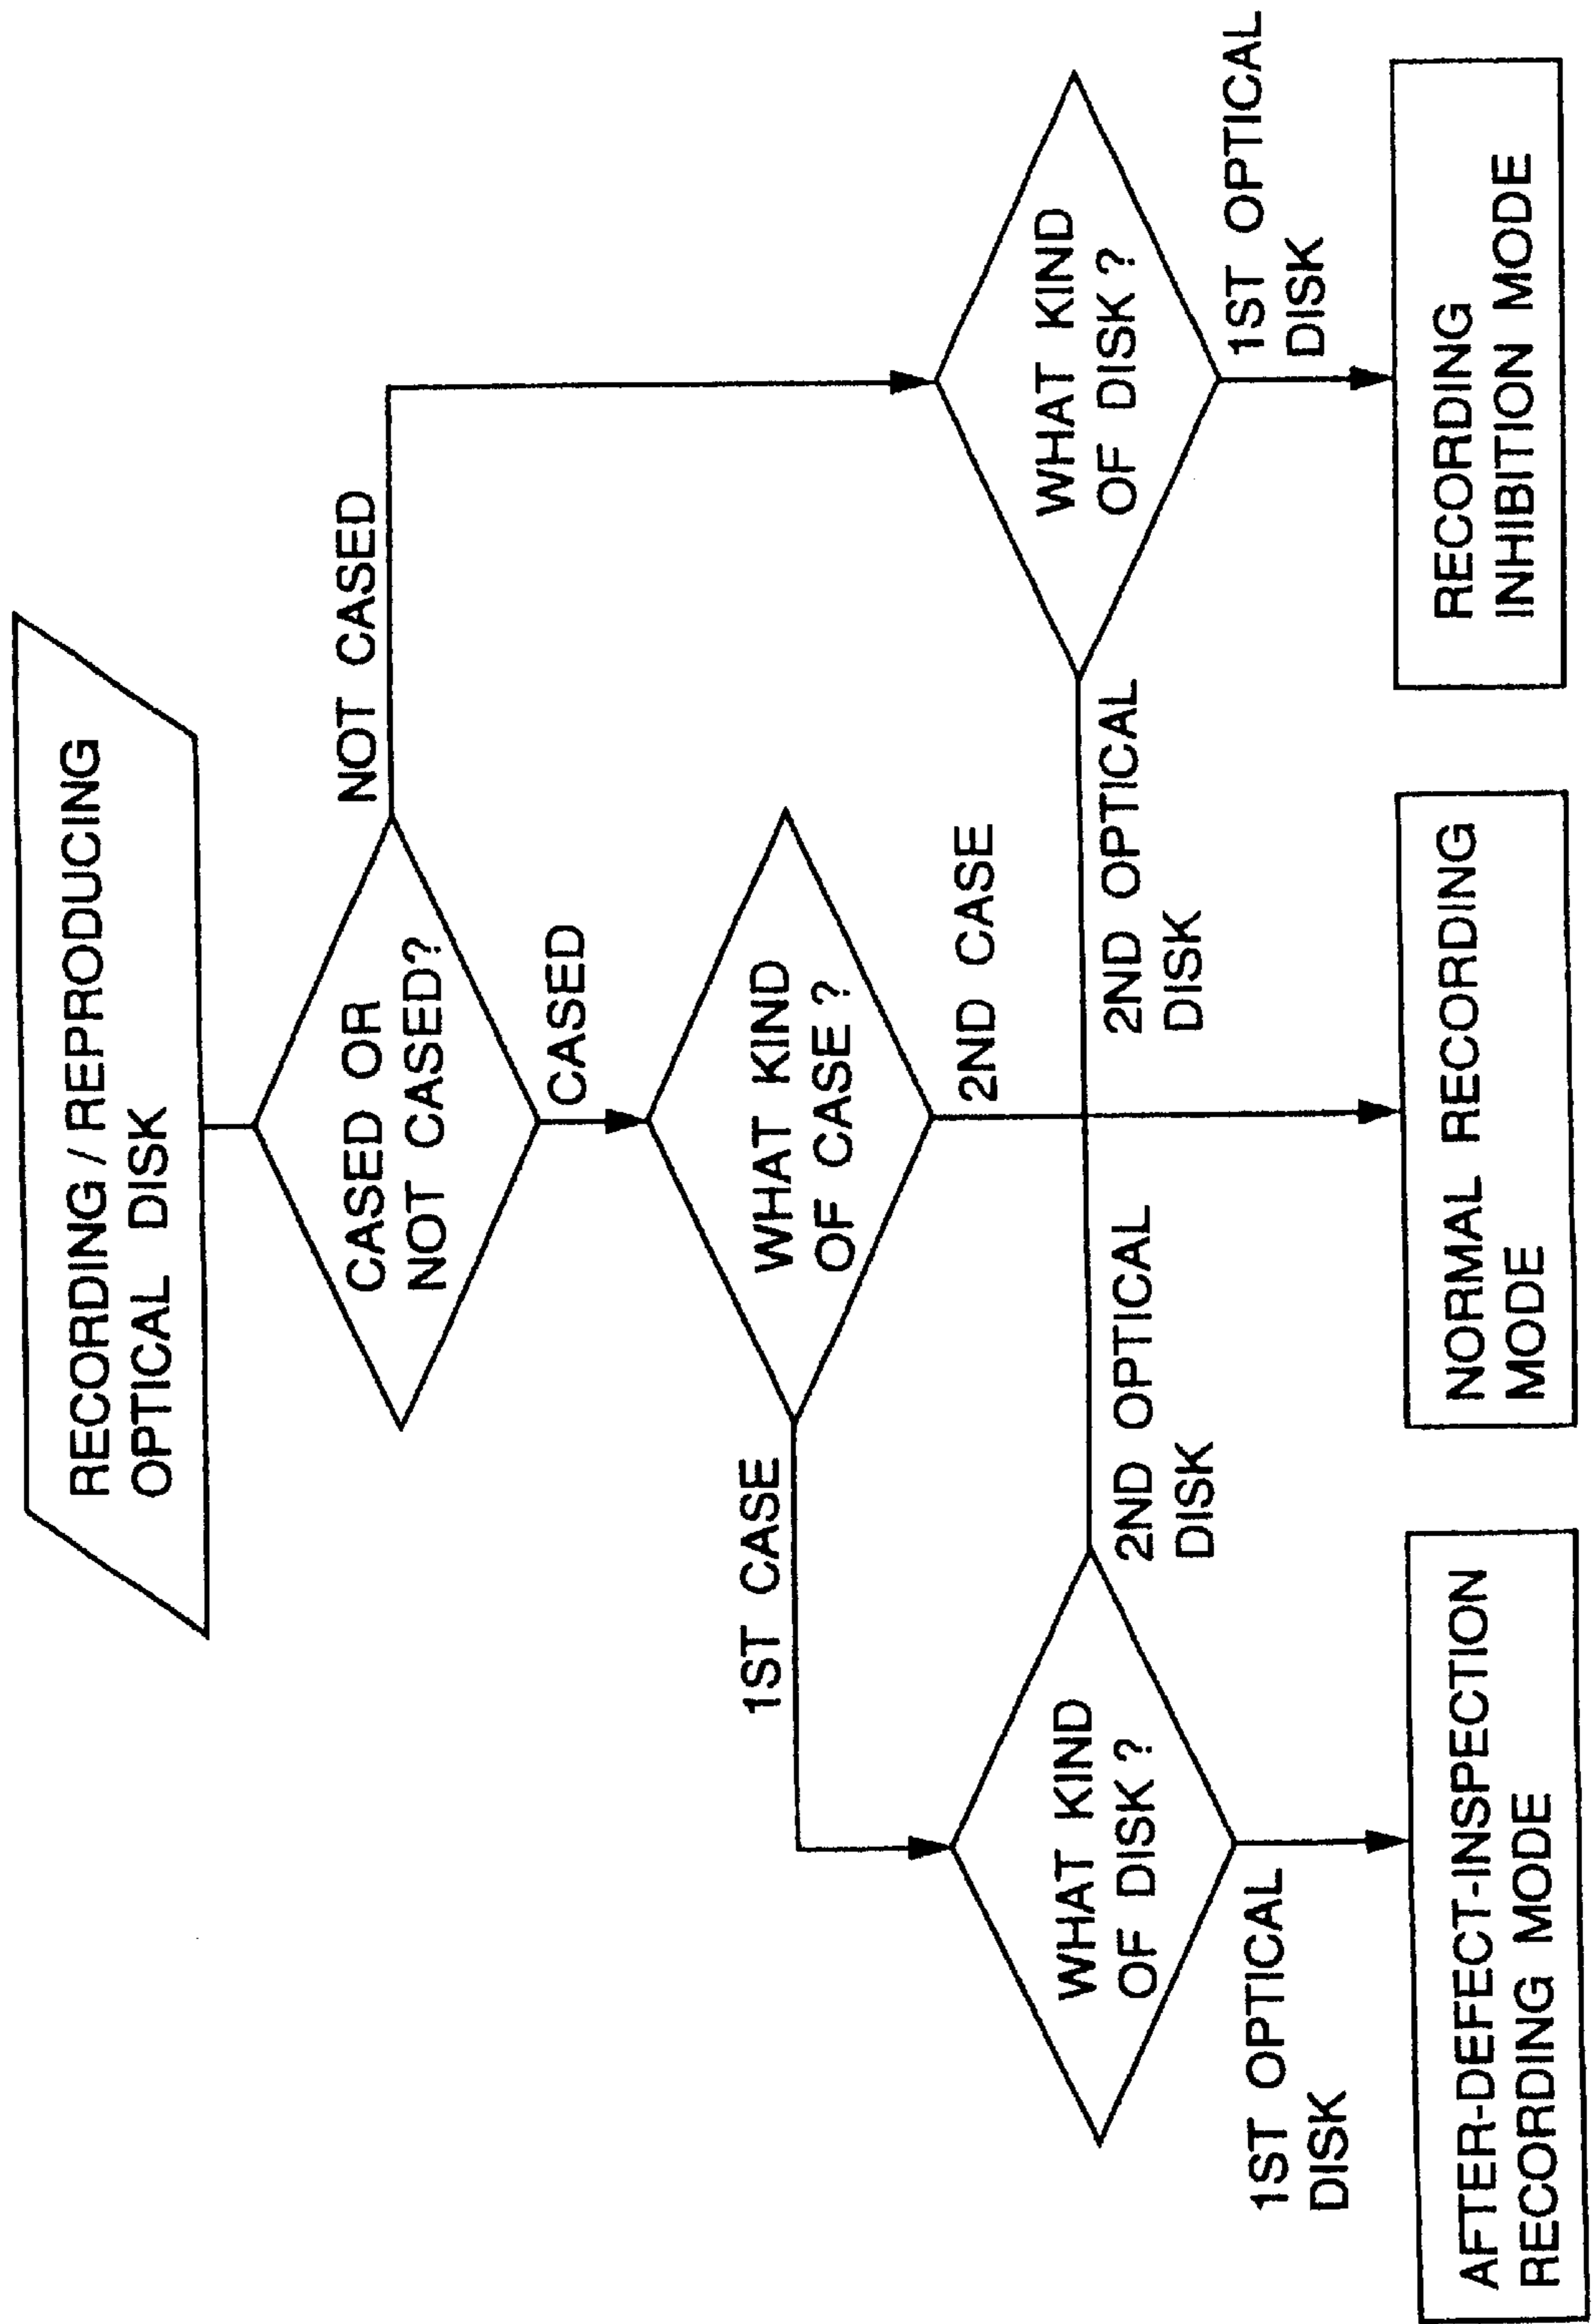 RECORDING / REPRODUCING
OPTICAL DISK
CASED OR
NOT CASED?
NOT CASED
CASED
WHAT KIND
OF CASE ?
1ST CASE
2ND CASE
WHAT KIND
OF DISK ?
2ND OPTICAL
DISK
2ND OPTICAL
DISK
WHAT KIND
OF DISK ?
1ST OPTICAL
DISK
1ST OPTICAL
DISK
AFTER-DEFECT-INSPECTION
RECORDING MODE
NORMAL RECORDING
MODE
RECORDING
INHIBITION MODE